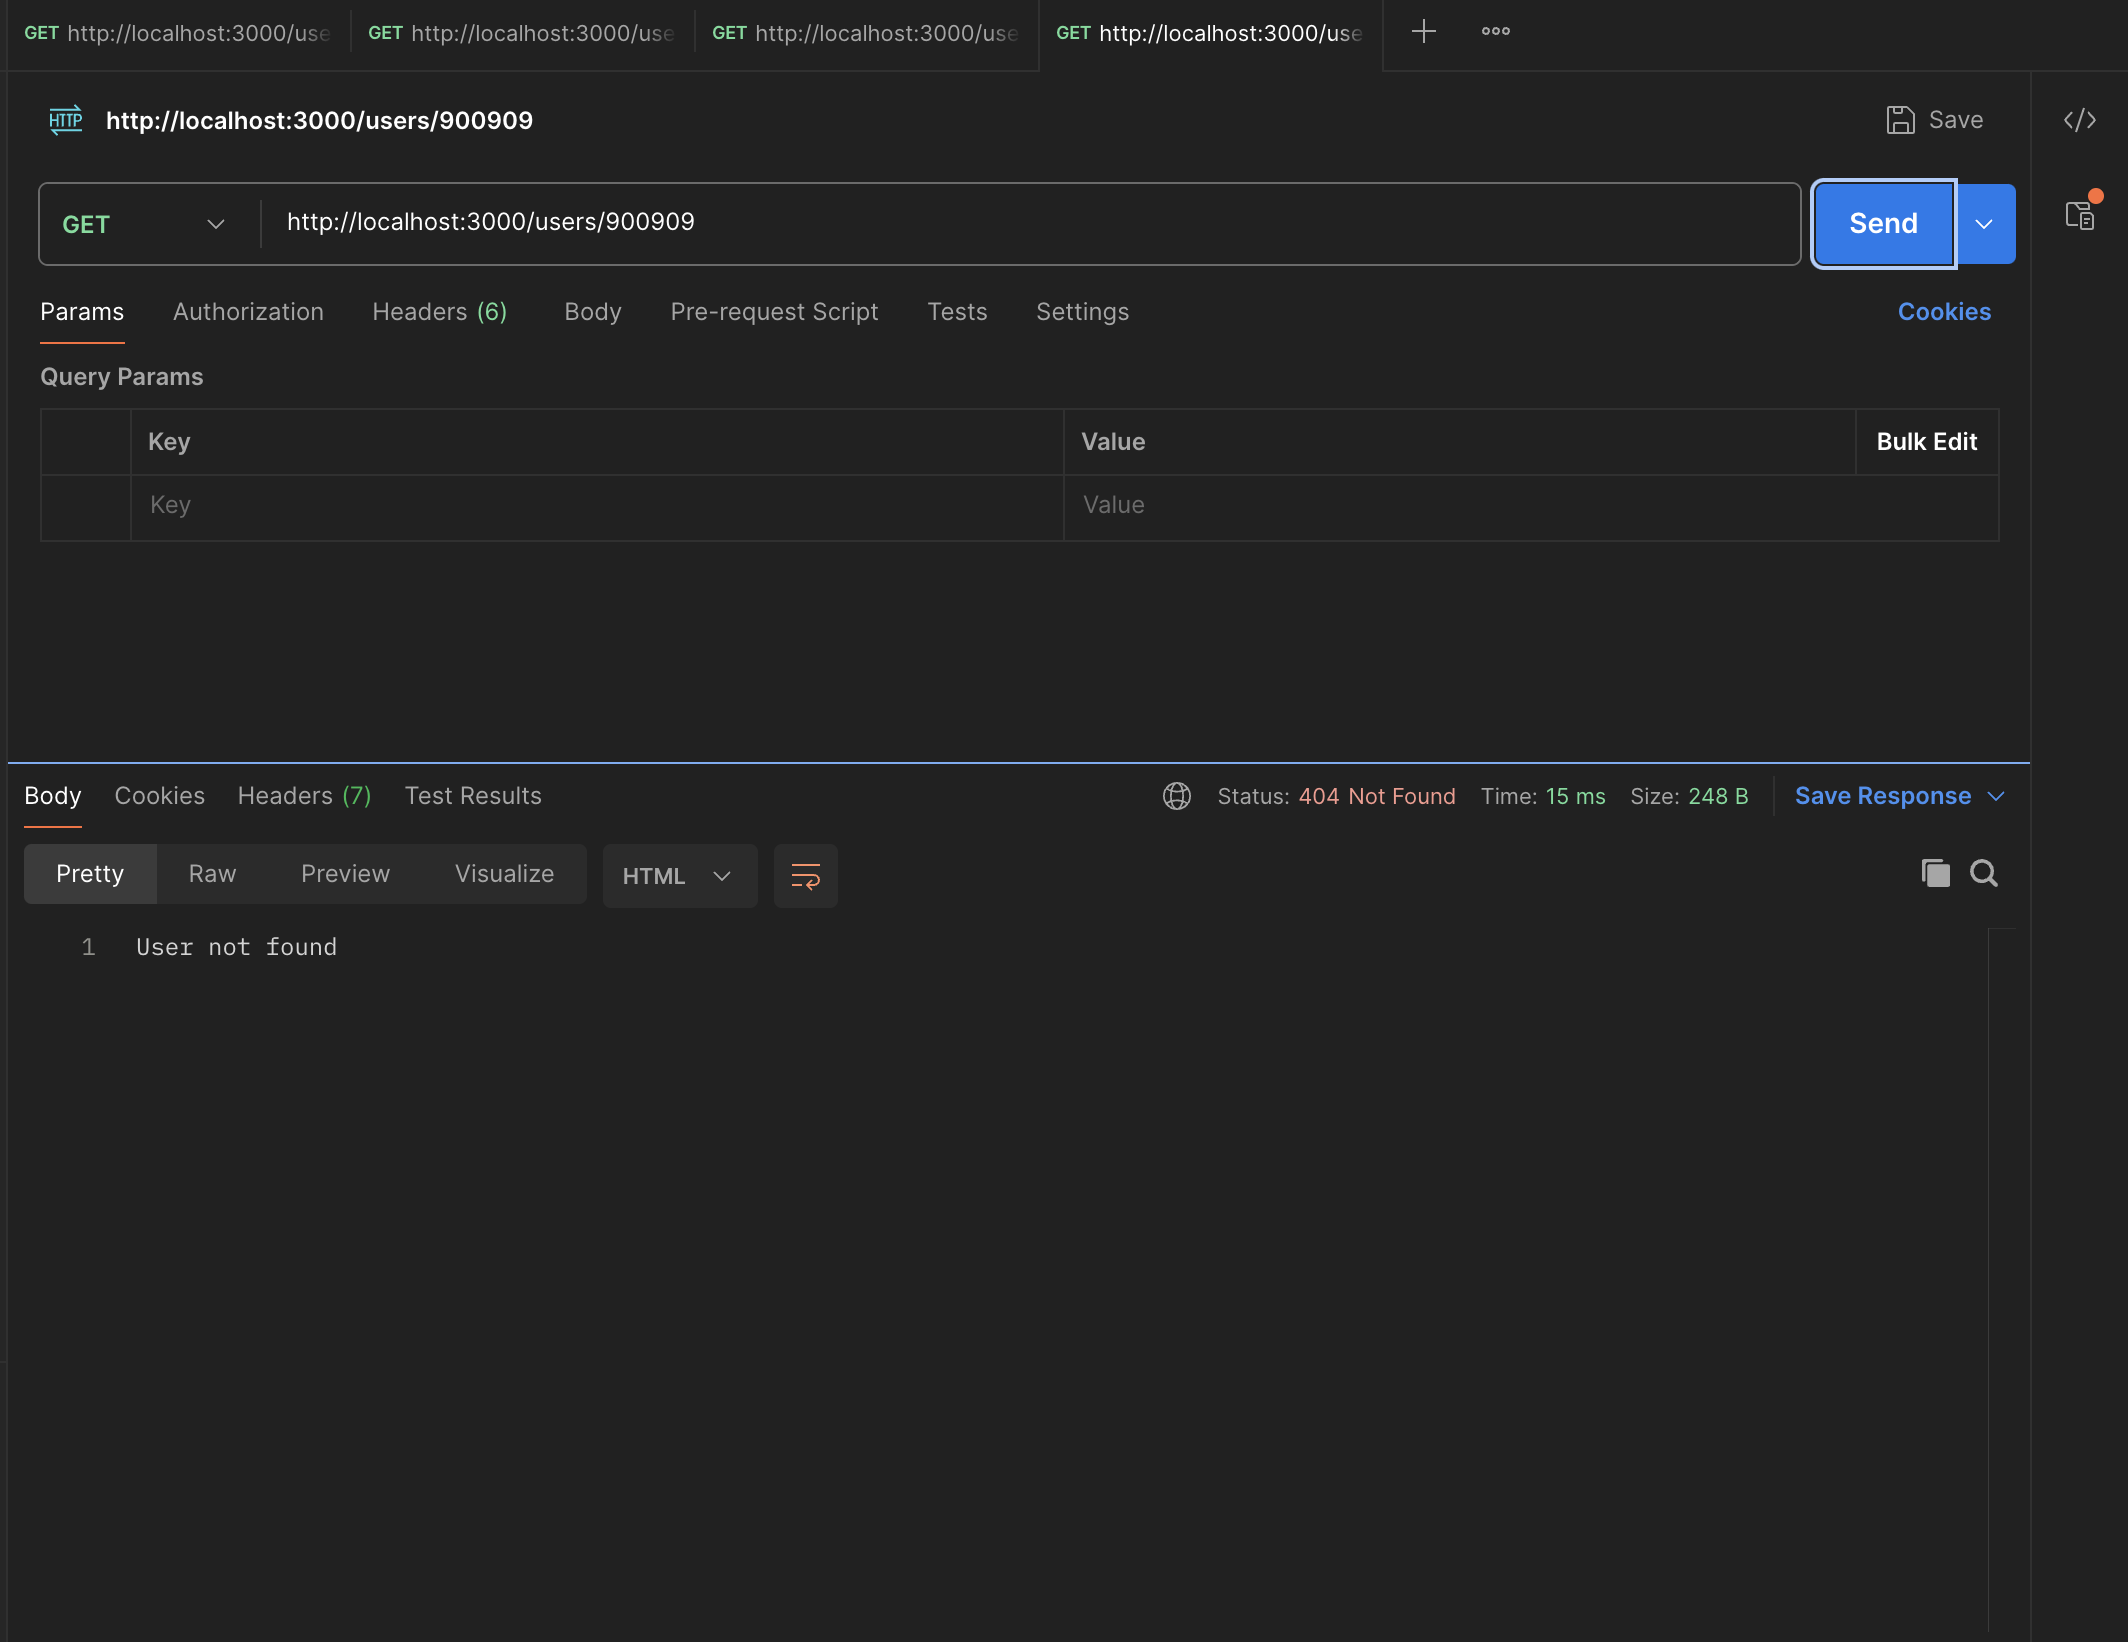 GET http://localhost:3000/use GET http://localhost:3000/use GET http://localhost:3000/use GET http://localhost:3000/use
HTTP http://localhost:3000/users/900909 Save
GET http://localhost:3000/users/900909 Send
Params Authorization Headers (6) Body Pre-request Script Tests Settings Cookies
Query Params
Key Value Bulk Edit
Key Value
Body Cookies Headers (7) Test Results Status: 404 Not Found Time: 15 ms Size: 248 B Save Response
Pretty Raw Preview Visualize HTML
1 User not found